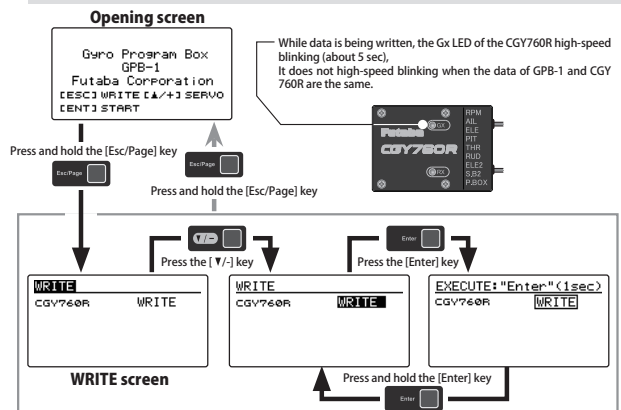 Opening screen
Gyro Program Box
GPB-1
Futaba Corporation
[ESC] WRITE [▲/+] SERVO
[ENT] START
While data is being written, the Gx LED of the CGY760R high-speed
blinking (about 5 sec),
It does not high-speed blinking when the data of GPB-1 and CGY
760R are the same.
Futaba
CGY760R
GX
RX
RPM
AIL
ELE
PIT
THR
RUD
ELE2
S.B2
P.BOX
Press and hold the [Esc/Page] key
Esc/Page
Esc/Page
Press and hold the [Esc/Page] key
▼/-
Press the [▼/-] key
Enter
Press the [Enter] key
WRITE
CGY760R WRITE
WRITE screen
WRITE
CGY760R WRITE
EXECUTE:"Enter"(1sec)
CGY760R WRITE
Press and hold the [Enter] key
Enter